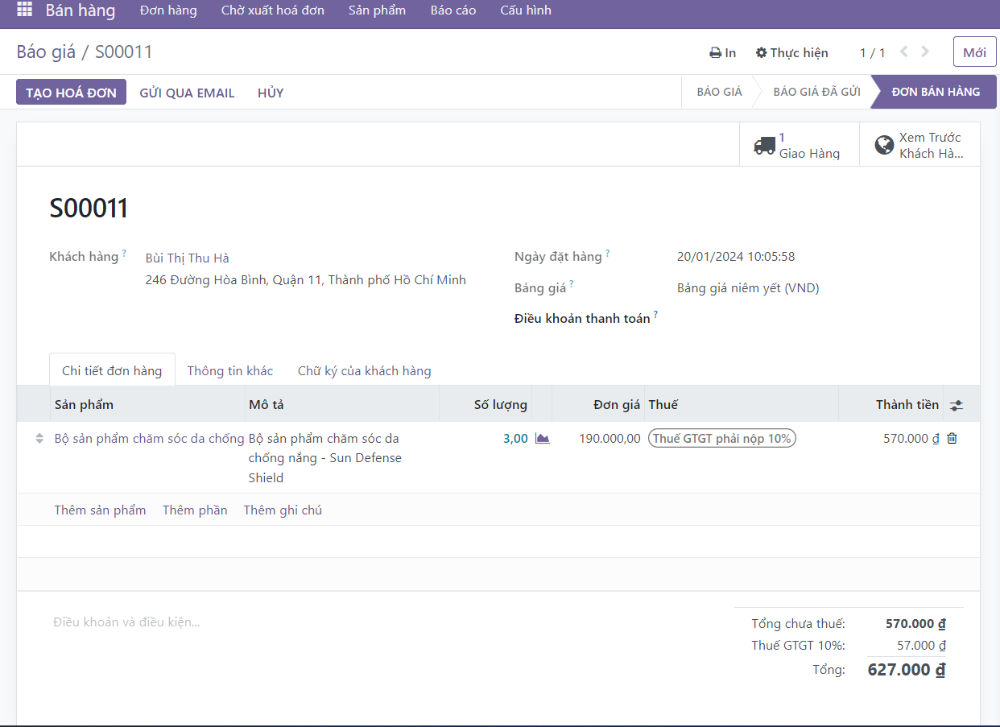 Bán hàng Đơn hàng Chờ xuất hoá đơn Sản phẩm Báo cáo Cấu hình
Báo giá / S00011 In Thực hiện 1 / 1 Mới
TẠO HOÁ ĐƠN GỬI QUA EMAIL HỦY BÁO GIÁ BÁO GIÁ ĐÃ GỬI ĐƠN BÁN HÀNG
1
Giao Hàng
Xem Trước
Khách Hà...
S00011
Khách hàng ? Bùi Thị Thu Hà
246 Đường Hòa Bình, Quận 11, Thành phố Hồ Chí Minh
Ngày đặt hàng ? 20/01/2024 10:05:58
Bảng giá ? Bảng giá niêm yết (VND)
Điều khoản thanh toán ?
Chi tiết đơn hàng Thông tin khác Chữ ký của khách hàng
Sản phẩm Mô tả Số lượng Đơn giá Thuế Thành tiền
Bộ sản phẩm chăm sóc da chống Bộ sản phẩm chăm sóc da 3,00 190.000,00 Thuế GTGT phải nộp 10% 570.000 ₫
chống nắng - Sun Defense
Shield
Thêm sản phẩm Thêm phần Thêm ghi chú
Điều khoản và điều kiện...
Tổng chưa thuế: 570.000 ₫
Thuế GTGT 10%: 57.000 ₫
Tổng: 627.000 ₫